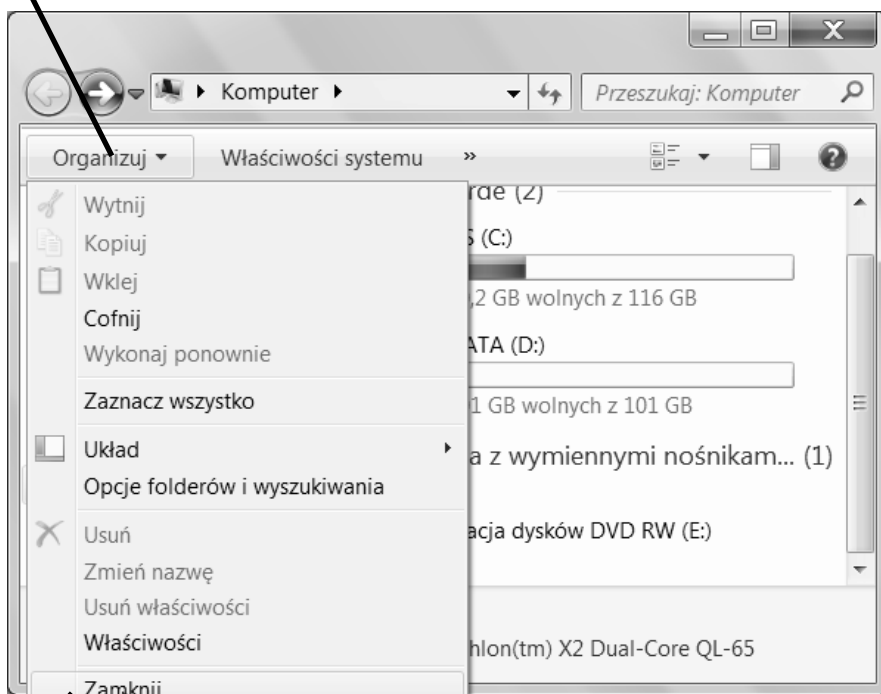 Komputer
Przeszukaj: Komputer
Organizuj
Właściwości systemu
»
Wytnij
Kopiuj
Wklej
Cofnij
Wykonaj ponownie
Zaznacz wszystko
Układ
Opcje folderów i wyszukiwania
Usuń
Zmień nazwę
Usuń właściwości
Właściwości
Zamknij
rde (2)
S (C:)
,2 GB wolnych z 116 GB
ATA (D:)
1 GB wolnych z 101 GB
a z wymiennymi nośnikam... (1)
acja dysków DVD RW (E:)
hlon(tm) X2 Dual-Core QL-65